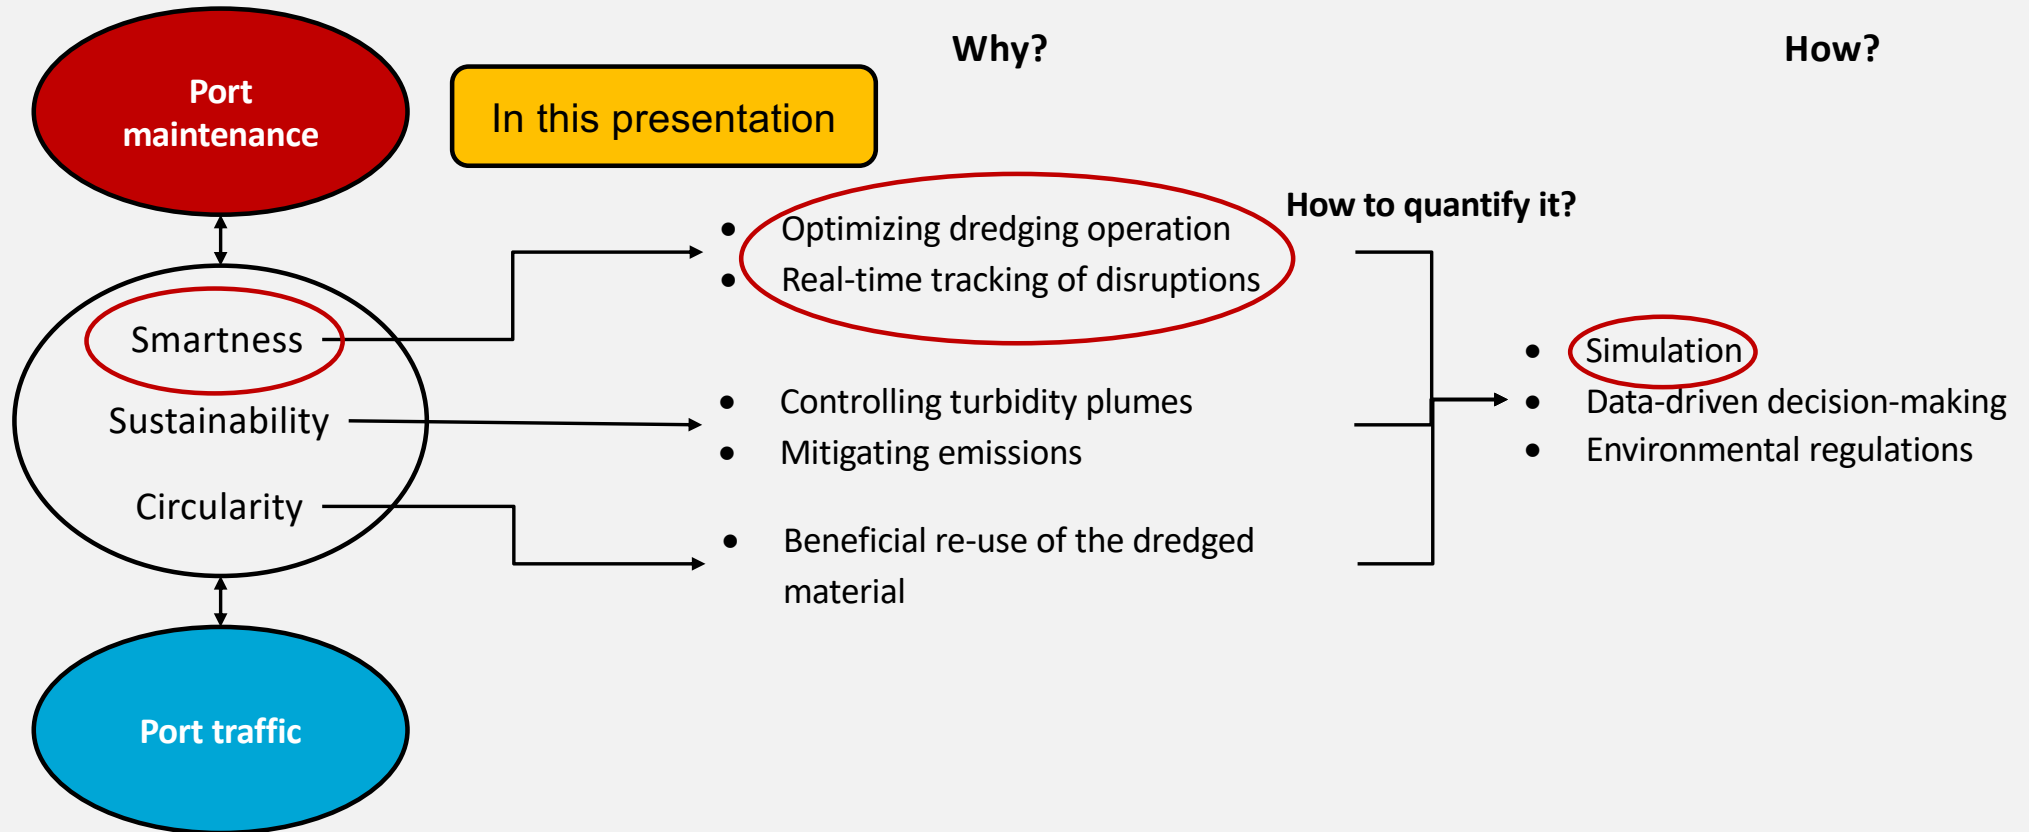 Why?
How?
Port
maintenance
In this presentation
How to quantify it?
• Optimizing dredging operation
• Real-time tracking of disruptions
Smartness
• Simulation
• Data-driven decision-making
• Environmental regulations
Sustainability
• Controlling turbidity plumes
• Mitigating emissions
Circularity
• Beneficial re-use of the dredged
material
Port traffic